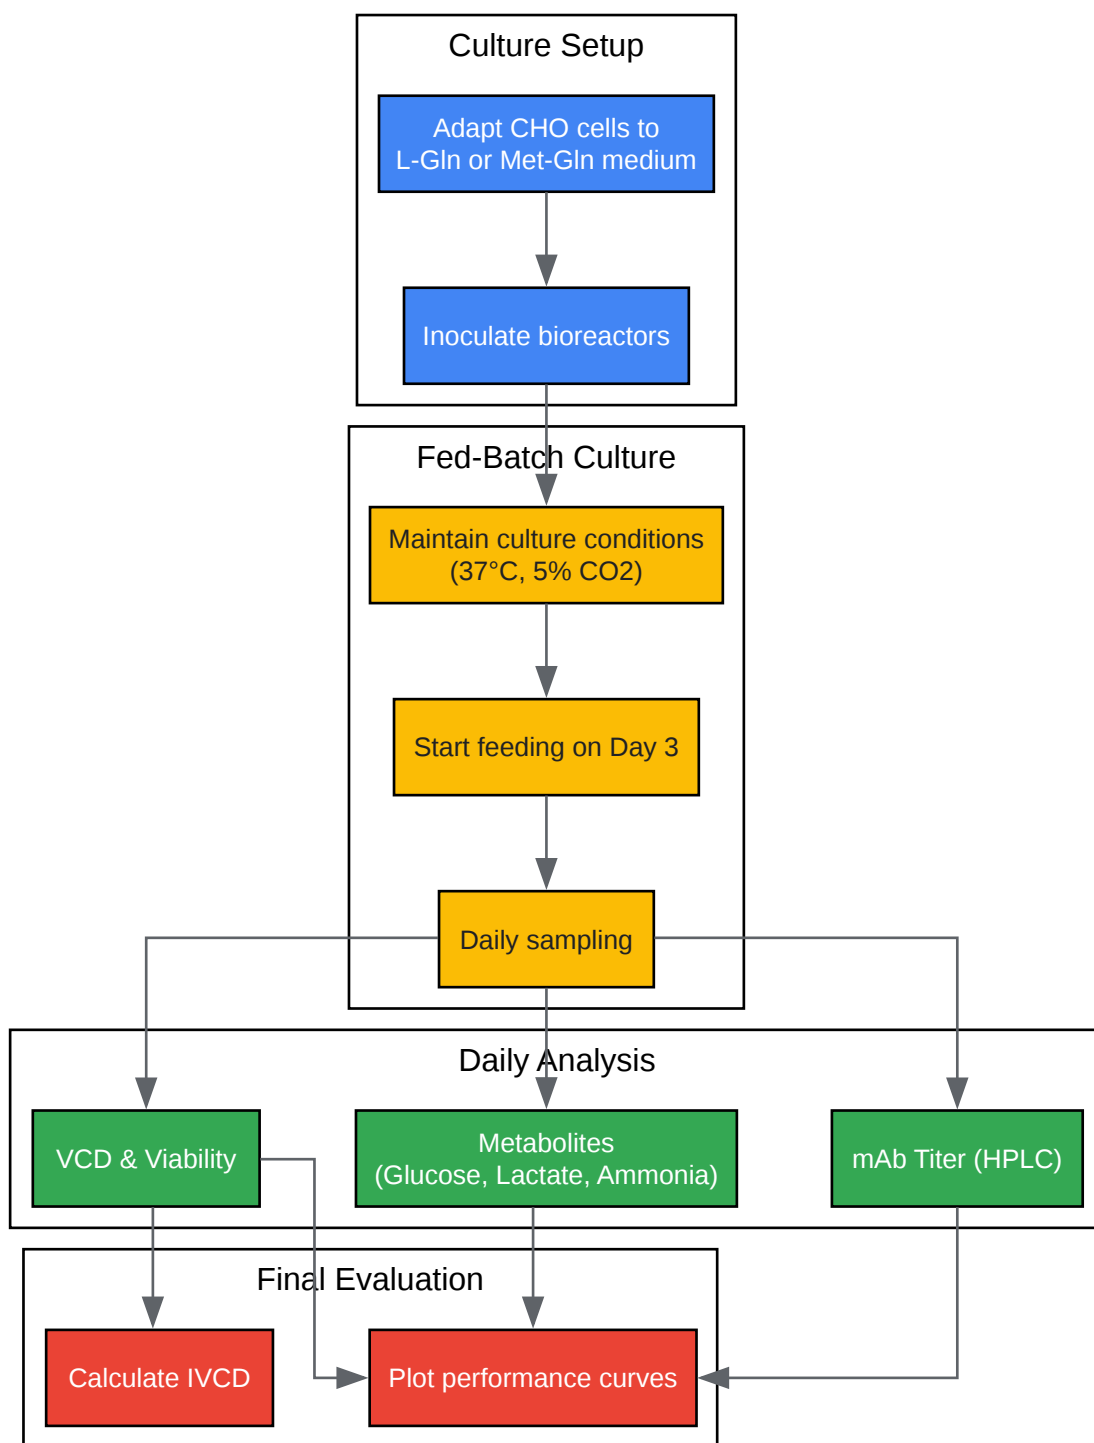 Culture Setup
Adapt CHO cells to
L-Gln or Met-Gln medium
Inoculate bioreactors
Fed-Batch Culture
Maintain culture conditions
(37°C, 5% CO2)
Start feeding on Day 3
Daily sampling
Daily Analysis
VCD & Viability
Metabolites
(Glucose, Lactate, Ammonia)
mAb Titer (HPLC)
Final Evaluation
Calculate IVCD
Plot performance curves